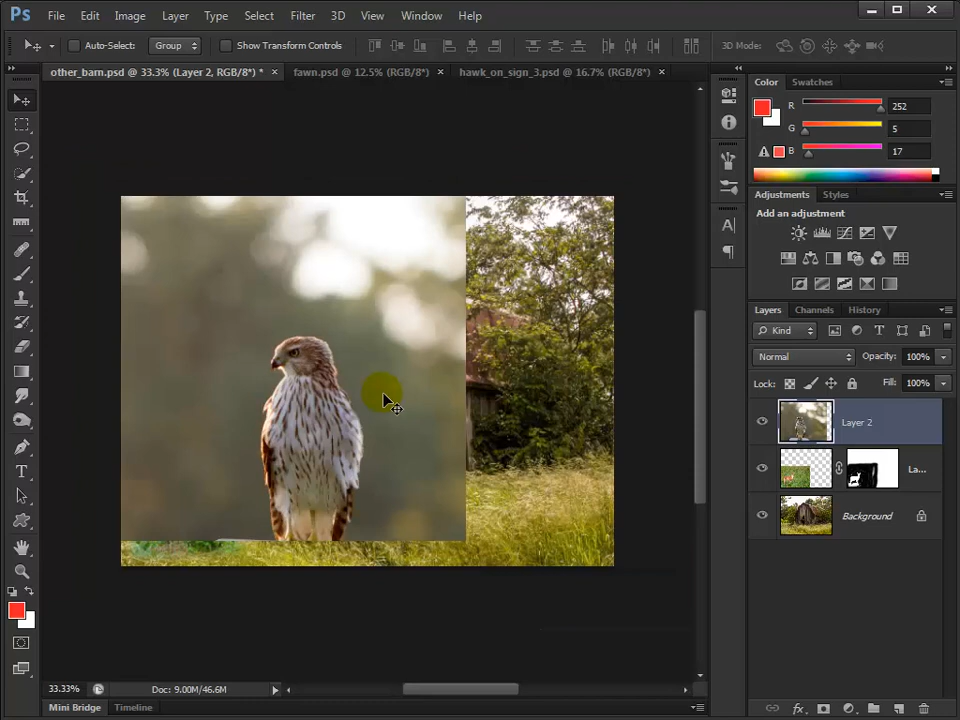 Ps File Edit Image Layer Type Select Filter 3D View Window Help
Auto-Select: Group Show Transform Controls 3D Mode:
other_barn.psd @ 33.3% (Layer 2, RGB/8*) * × fawn.psd @ 12.5% (RGB/8*) × hawk_on_sign_3.psd @ 16.7% (RGB/8*) ×
Color Swatches
R 252
G 5
B 17
Adjustments Styles
Add an adjustment
Layers Channels History
Kind
Normal Opacity: 100%
Lock: Fill: 100%
Layer 2
La...
Background
33.33% Doc: 9.00M/46.6M
Mini Bridge Timeline